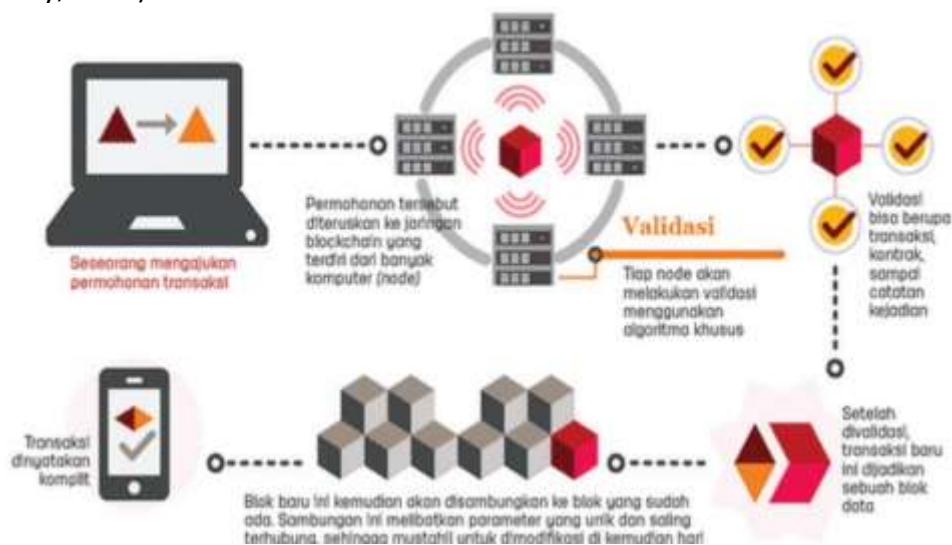 Seseorang mengajukan
permohonan transaksi
Permohonan tersebut
diteruskan ke jaringan
blockchain yang
terdiri dari banyak
komputer (node)
Validasi
Tiap node akan
melakukan validasi
menggunakan
algoritma khusus
Validasi
bisa berupa
transaksi,
kontrak,
sampai
catatan
kejadian
Setelah
divalidasi,
transaksi baru
ini dijadikan
sebuah blok
data
Blok baru ini kemudian akan disambungkan ke blok yang sudah
ada. Sambungan ini melibatkan parameter yang unik dan saling
terhubung, sehingga mustahil untuk dimodifikasi di kemudian hari
Transaksi
dinyatakan
komplit